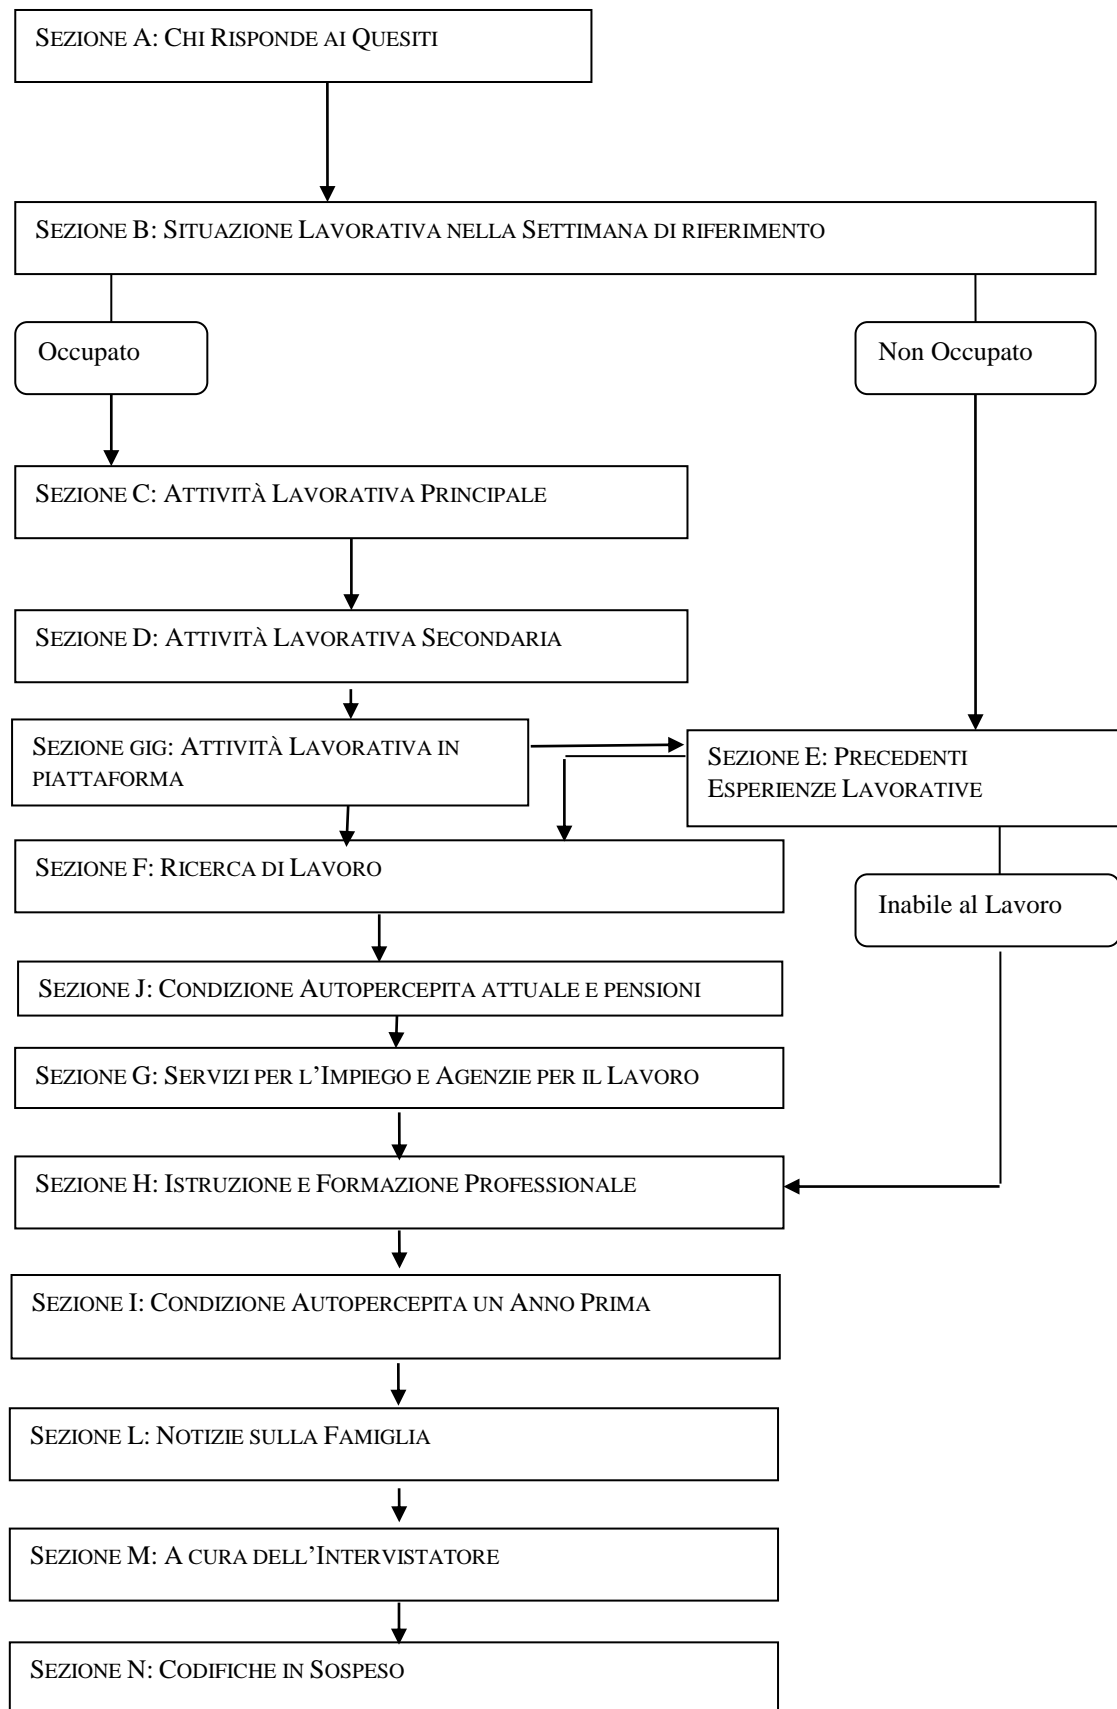 SEZIONE A: CHI RISPONDE AI QUESITI
SEZIONE B: SITUAZIONE LAVORATIVA NELLA SETTIMANA DI RIFERIMENTO
Occupato
Non Occupato
SEZIONE C: ATTIVITÀ LAVORATIVA PRINCIPALE
SEZIONE D: ATTIVITÀ LAVORATIVA SECONDARIA
SEZIONE GIG: ATTIVITÀ LAVORATIVA IN
PIATTAFORMA
SEZIONE E: PRECEDENTI
ESPERIENZE LAVORATIVE
SEZIONE F: RICERCA DI LAVORO
Inabile al Lavoro
SEZIONE J: CONDIZIONE AUTOPERCEPITA ATTUALE E PENSIONI
SEZIONE G: SERVIZI PER L’IMPIEGO E AGENZIE PER IL LAVORO
SEZIONE H: ISTRUZIONE E FORMAZIONE PROFESSIONALE
SEZIONE I: CONDIZIONE AUTOPERCEPITA UN ANNO PRIMA
SEZIONE L: NOTIZIE SULLA FAMIGLIA
SEZIONE M: A CURA DELL’INTERVISTATORE
SEZIONE N: CODIFICHE IN SOSPESO